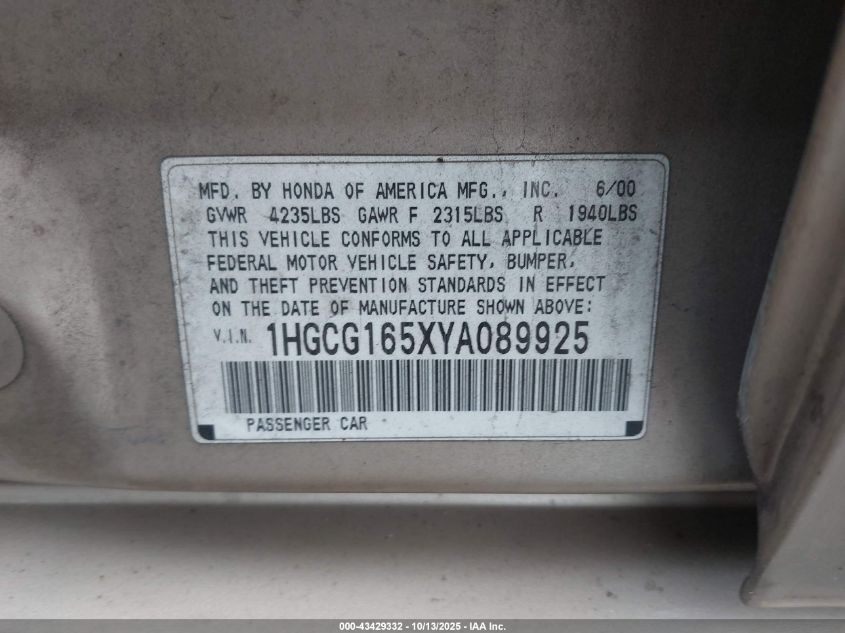 MFD. BY HONDA OF AMERICA MFG., INC. 6/00
GVWR 4235LBS GAWR F 2315LBS R 1940LBS
THIS VEHICLE CONFORMS TO ALL APPLICABLE
FEDERAL MOTOR VEHICLE SAFETY, BUMPER,
AND THEFT PREVENTION STANDARDS IN EFFECT
ON THE DATE OF MANUFACTURE SHOWN ABOVE:
V.I.N. 1HGCG165XYA089925
PASSENGER CAR
000-43429332 - 10/13/2025 - IAA Inc.